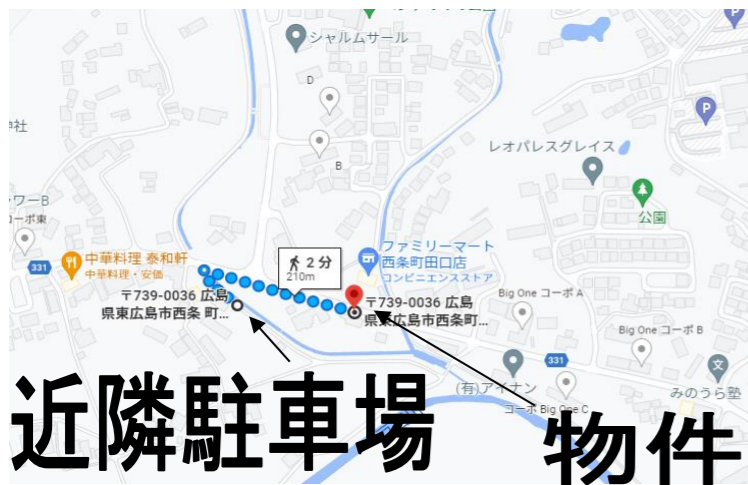 シャルムサール
D
P
P
B
レオパレスグレイス
公園
ワーB
ーポ東
331
中華料理 泰和軒
中華料理・安価
2 分
210m
ファミリーマート
西条町田口店
コンビニエンスストア
〒739-0036 広島
県東広島市西条 町...
〒739-0036 広島
県東広島市西条町...
Big One コーポ A
Big One コーポ B
331
(有)アイナン
コーポ Big One C
みのうら塾
近隣駐車場
物件